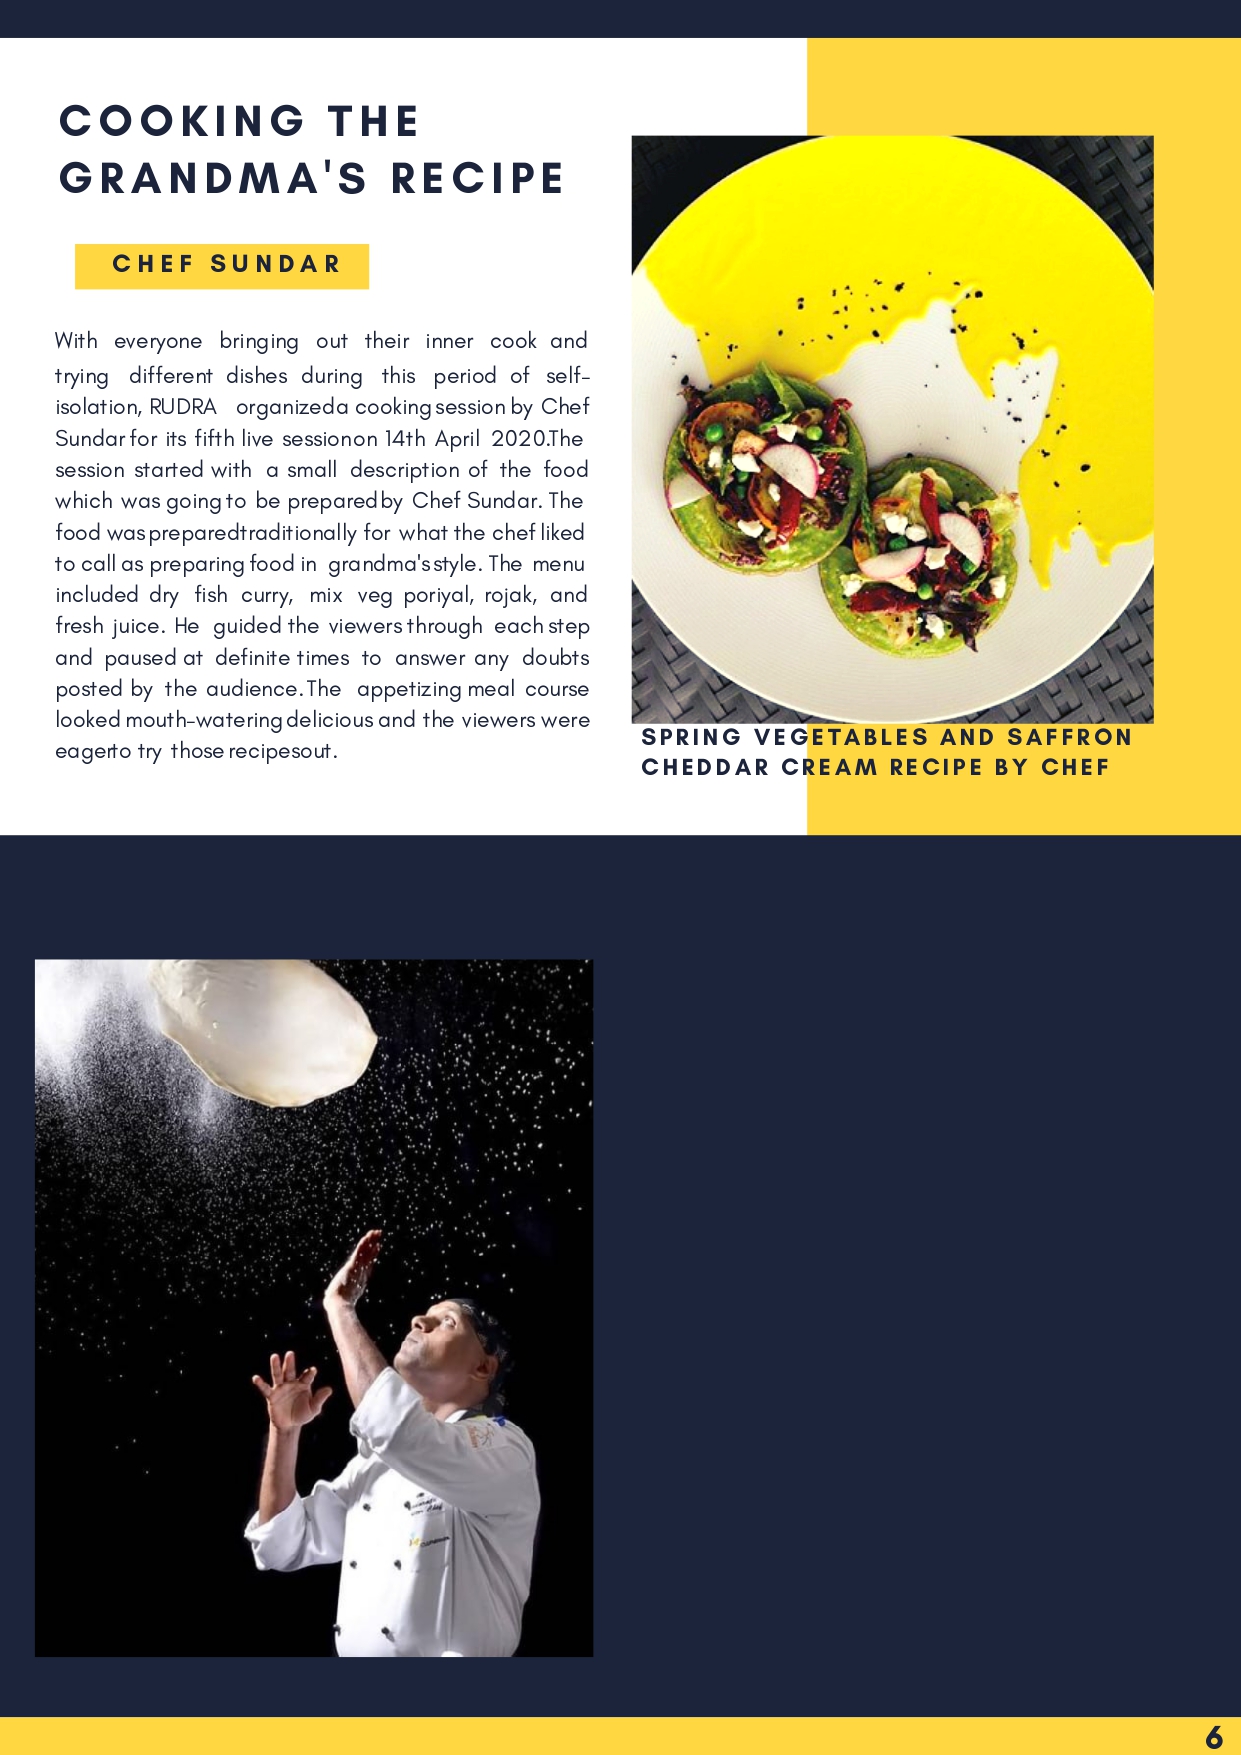 COOKING THE
GRANDMA'S RECIPE
CHEF SUNDAR
With everyone bringing out their inner cook and
trying different dishes during this period of self-
isolation, RUDRA organizeda cooking session by Chef
Sundar for its fifth live sessionon 14th April 2020.The
session started with a small description of the food
which was going to be preparedby Chef Sundar. The
food was preparedtraditionally for what the chef liked
to call as preparing food in grandma's style. The menu
included dry fish curry, mix veg poriyal, rojak, and
fresh juice. He guided the viewers through each step
and paused at definite times to answer any doubts
posted by the audience. The appetizing meal course
looked mouth-watering delicious and the viewers were
eagerto try those recipesout.
SPRING VEGETABLES AND SAFFRON
CHEDDAR CREAM RECIPE BY CHEF
6